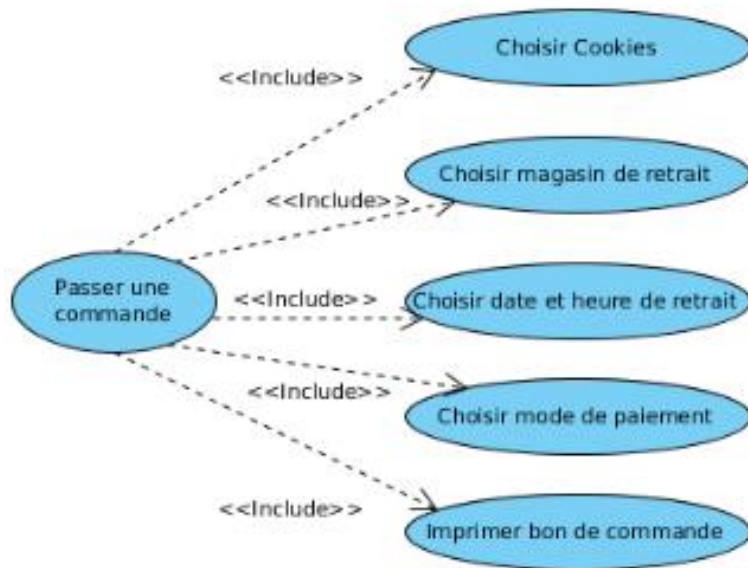 Choisir Cookies
<<Include>>
Choisir magasin de retrait
<<Include>>
Passer une
commande
<<Include>>
Choisir date et heure de retrait
<<Include>>
Choisir mode de paiement
<<Include>>
Imprimer bon de commande